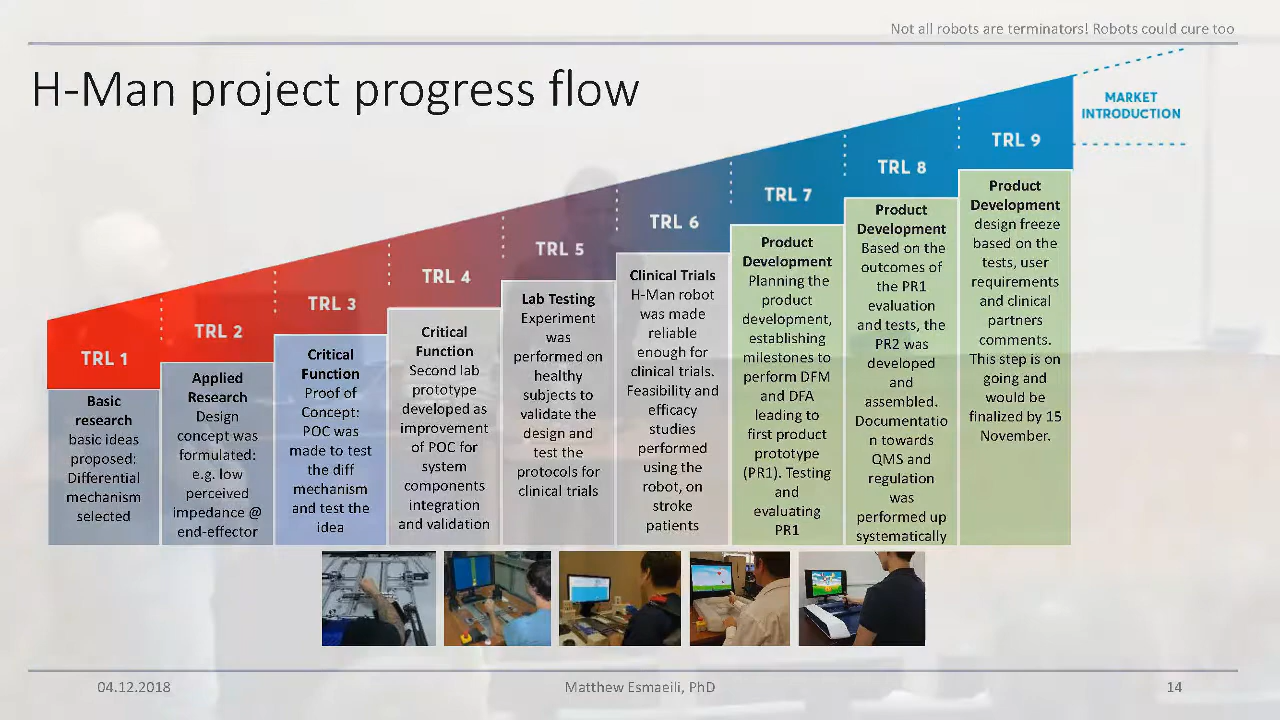 Not all robots are terminators! Robots could cure too
H-Man project progress flow
MARKET
INTRODUCTION
TRL 1
Basic
research
basic ideas
proposed:
Differential
mechanism
selected
TRL 2
Applied
Research
Design
concept was
formulated:
e.g. low
perceived
impedance @
end-effector
TRL 3
Critical
Function
Proof of
Concept:
POC was
made to test
the diff
mechanism
and test the
idea
TRL 4
Critical
Function
Second lab
prototype
developed as
improvement
of POC for
system
components
integration
and validation
TRL 5
Lab Testing
Experiment
was
performed on
healthy
subjects to
validate the
design and
test the
protocols for
clinical trials
TRL 6
Clinical Trials
H-Man robot
was made
reliable
enough for
clinical trials.
Feasibility and
efficacy
studies
performed
using the
robot, on
stroke
patients
TRL 7
Product
Development
Planning the
product
development,
establishing
milestones to
perform DFM
and DFA
leading to
first product
prototype
(PR1). Testing
and
evaluating
PR1
TRL 8
Product
Development
Based on the
outcomes of
the PR1
evaluation
and tests, the
PR2 was
developed
and
assembled.
Documentatio
n towards
QMS and
regulation
was
performed up
systematically
TRL 9
Product
Development
design freeze
based on the
tests, user
requirements
and clinical
partners
comments.
This step is on
going and
would be
finalized by 15
November.
04.12.2018
Matthew Esmaeili, PhD
14